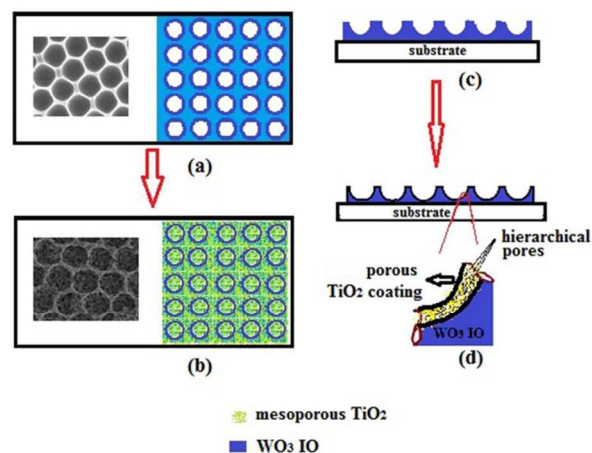 (a)
(b)
substrate
(c)
substrate
hierarchical
pores
porous
TiO2 coating
WO3 IO
(d)
mesoporous TiO2
WO3 IO